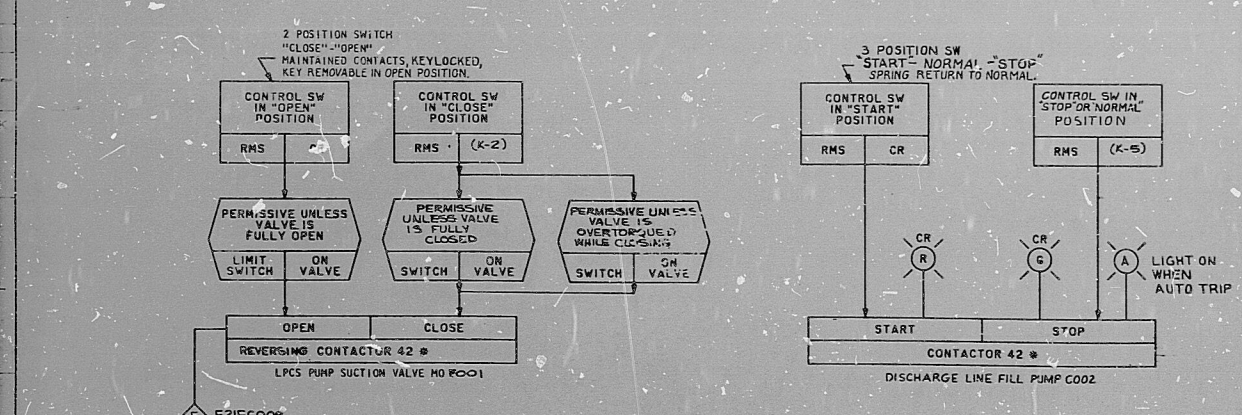 2 POSITION SWITCH
"CLOSE"-"OPEN"
MAINTAINED CONTACTS, KEYLOCKED,
KEY REMOVABLE IN OPEN POSITION.
CONTROL SW
IN "OPEN"
POSITION
RMS
CONTROL SW
IN "CLOSE"
POSITION
RMS
(K-2)
PERMISSIVE UNLESS
VALVE IS
FULLY OPEN
LIMIT
SWITCH
ON
VALVE
PERMISSIVE
UNLESS VALVE
IS FULLY
CLOSED
SWITCH
ON
VALVE
PERMISSIVE UNLESS
VALVE IS
OVERTORQUED
WHILE CLOSING
SWITCH
ON
VALVE
OPEN
CLOSE
REVERSING CONTACTOR 42 *
LPCS PUMP SUCTION VALVE MO F001
3 POSITION SW
"START- NORMAL -"STOP"
SPRING RETURN TO NORMAL.
CONTROL SW
IN "START"
POSITION
RMS
CR
CONTROL SW IN
"STOP"OR"NORMAL"
POSITION
RMS
(K-5)
CR
R
CR
G
A
LIGHT ON
WHEN
AUTO TRIP
START
STOP
CONTACTOR 42 *
DISCHARGE LINE FILL PUMP C002